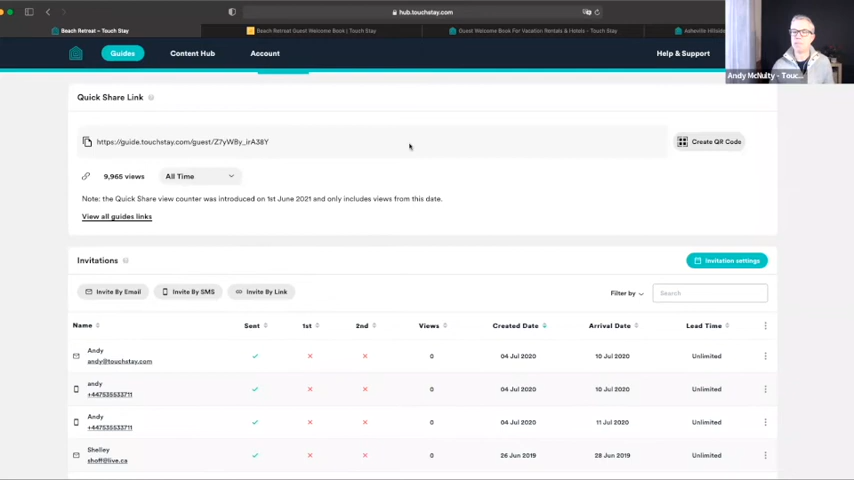 hub.touchstay.com
Beach Retreat – Touch Stay
Beach Retreat Guest Welcome Book | Touch Stay
Guest Welcome Book For Vacation Rentals & Hotels - Touch Stay
Asheville Hillside
Guides
Content Hub
Account
Help & Support
Andy McNulty - Touc...
Quick Share Link
https://guide.touchstay.com/guest/Z7yWBy_irA38Y
Create QR Code
9,965 views
All Time
Note: the Quick Share view counter was introduced on 1st June 2021 and only includes views from this date.
View all guides links
Invitations
Invitation settings
Invite By Email
Invite By SMS
Invite By Link
Filter by
Search
Name Sent 1st 2nd Views Created Date Arrival Date Lead Time
Andy
andy@touchstay.com
0 04 Jul 2020 10 Jul 2020 Unlimited
andy
+447535533711
0 04 Jul 2020 10 Jul 2020 Unlimited
Andy
+447535533711
0 04 Jul 2020 11 Jul 2020 Unlimited
Shelley
shoff@live.ca
0 26 Jun 2019 28 Jun 2019 Unlimited